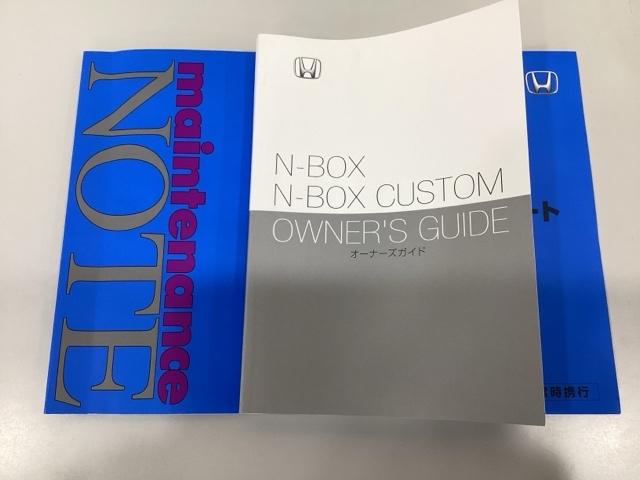 maintenance
NOTE
N-BOX
N-BOX CUSTOM
OWNER'S GUIDE
オーナーズガイド
ート
時携行